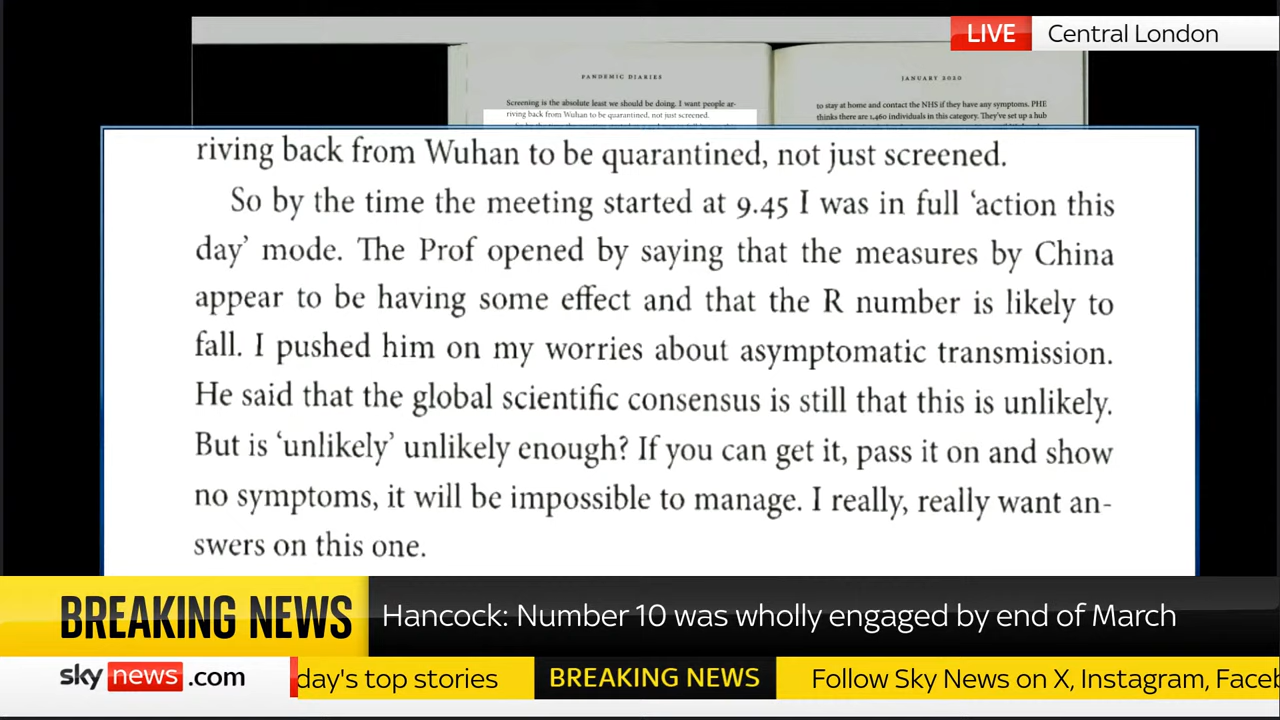 LIVE Central London
PANDEMIC DIARIES
JANUARY 2020
Screening is the absolute least we should be doing. I want people ar-
riving back from Wuhan to be quarantined, not just screened.
to stay at home and contact the NHS if they have any symptoms. PHE
thinks there are 1,460 individuals in this category. They've set up a hub
riving back from Wuhan to be quarantined, not just screened.
So by the time the meeting started at 9.45 I was in full ‘action this
day’ mode. The Prof opened by saying that the measures by China
appear to be having some effect and that the R number is likely to
fall. I pushed him on my worries about asymptomatic transmission.
He said that the global scientific consensus is still that this is unlikely.
But is ‘unlikely’ unlikely enough? If you can get it, pass it on and show
no symptoms, it will be impossible to manage. I really, really want an-
swers on this one.
BREAKING NEWS Hancock: Number 10 was wholly engaged by end of March
sky news .com day's top stories BREAKING NEWS Follow Sky News on X, Instagram, Faceb